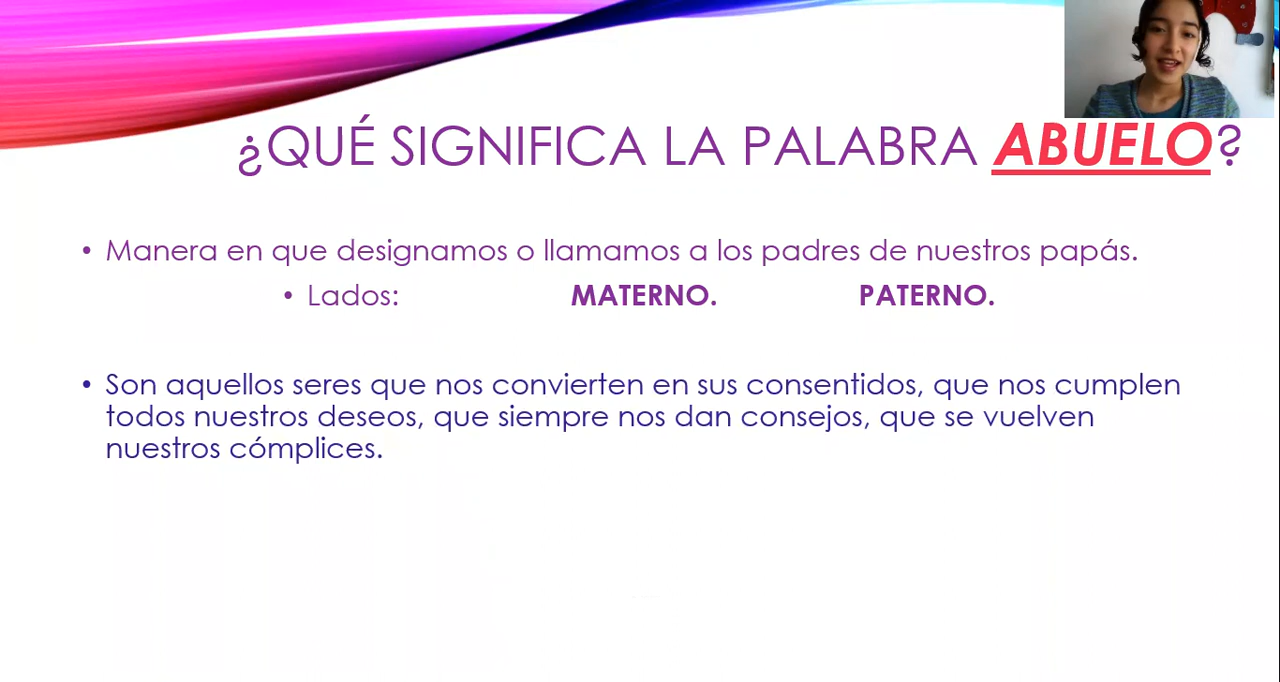 ¿QUÉ SIGNIFICA LA PALABRA ABUELO?
• Manera en que designamos o llamamos a los padres de nuestros papás.
• Lados: MATERNO. PATERNO.
• Son aquellos seres que nos convierten en sus consentidos, que nos cumplen
todos nuestros deseos, que siempre nos dan consejos, que se vuelven
nuestros cómplices.